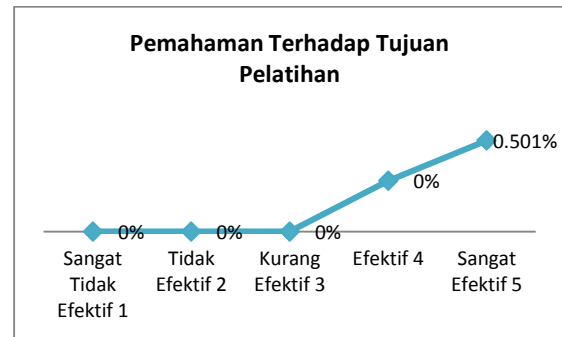 Pemahaman Terhadap Tujuan
Pelatihan
0%
0%
0%
0%
0.501%
Sangat
Tidak
Efektif 1
Tidak
Efektif 2
Kurang
Efektif 3
Efektif 4
Sangat
Efektif 5